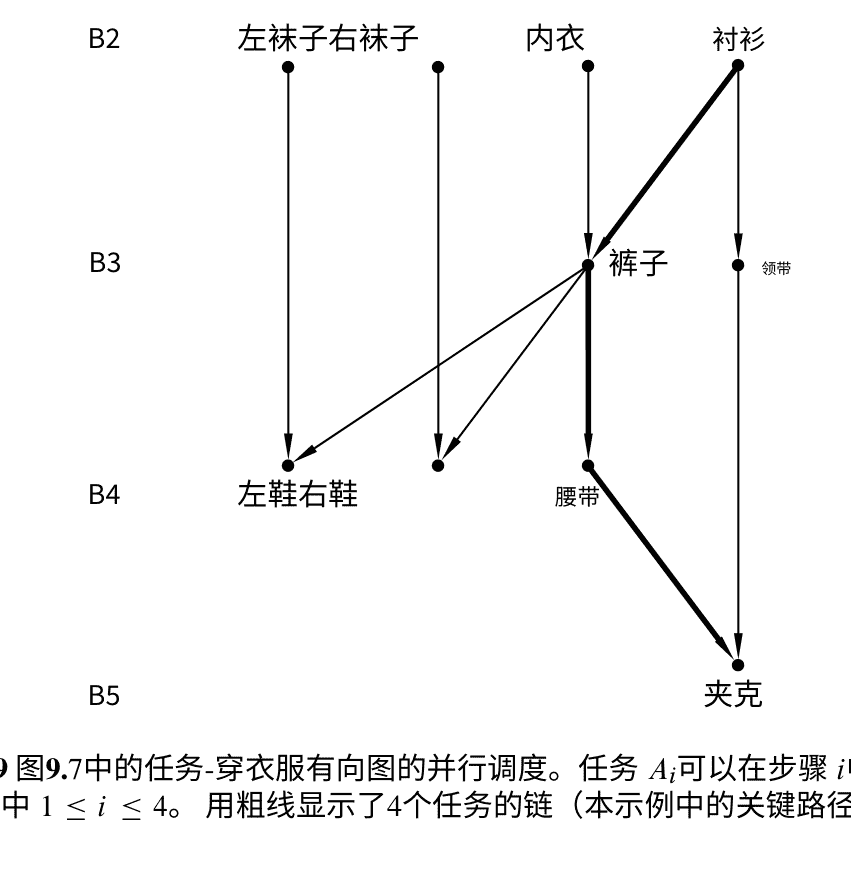 B2 左袜子右袜子 内衣 衬衫
B3 裤子 领带
B4 左鞋右鞋 腰带
B5 夹克
9 图9.7中的任务-穿衣服有向图的并行调度。任务 Ai可以在步骤 i
中 1 ≤ i ≤ 4。 用粗线显示了4个任务的链（本示例中的关键路径